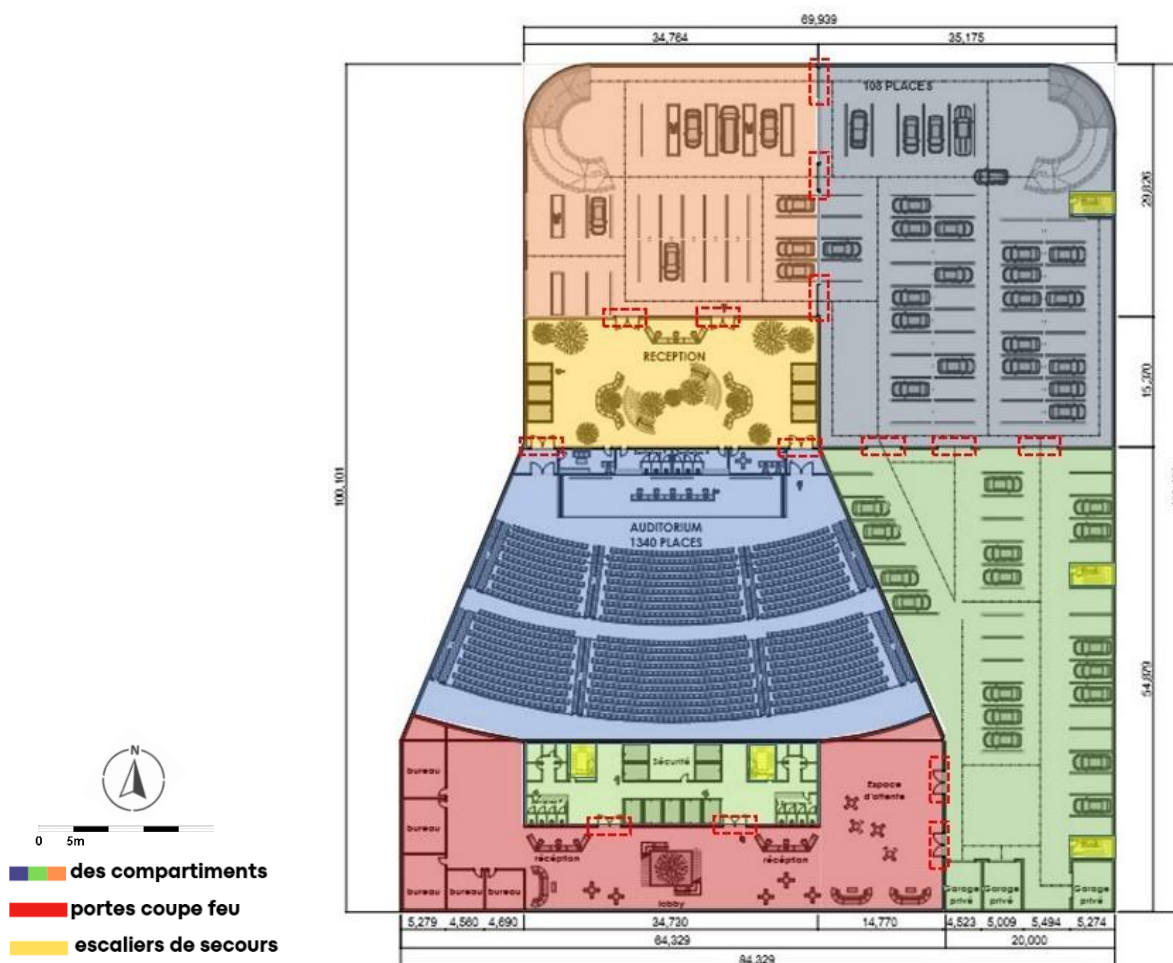 69,939
34,764
35,175
108 PLACES
29,826
RECEPTION
15,370
100,101
AUDITORIUM
1340 PLACES
54,829
N
0 5m
des compartiments
portes coupe feu
escaliers de secours
bureau
bureau
bureau
bureau
bureau
Sécurité
Espace
d'attente
récéption
récéption
lobby
Garage
privé
Garage
privé
Garage
privé
5,279
4,560
4,690
34,730
14,770
4,523
5,009
5,494
5,274
64,329
20,000
84,329